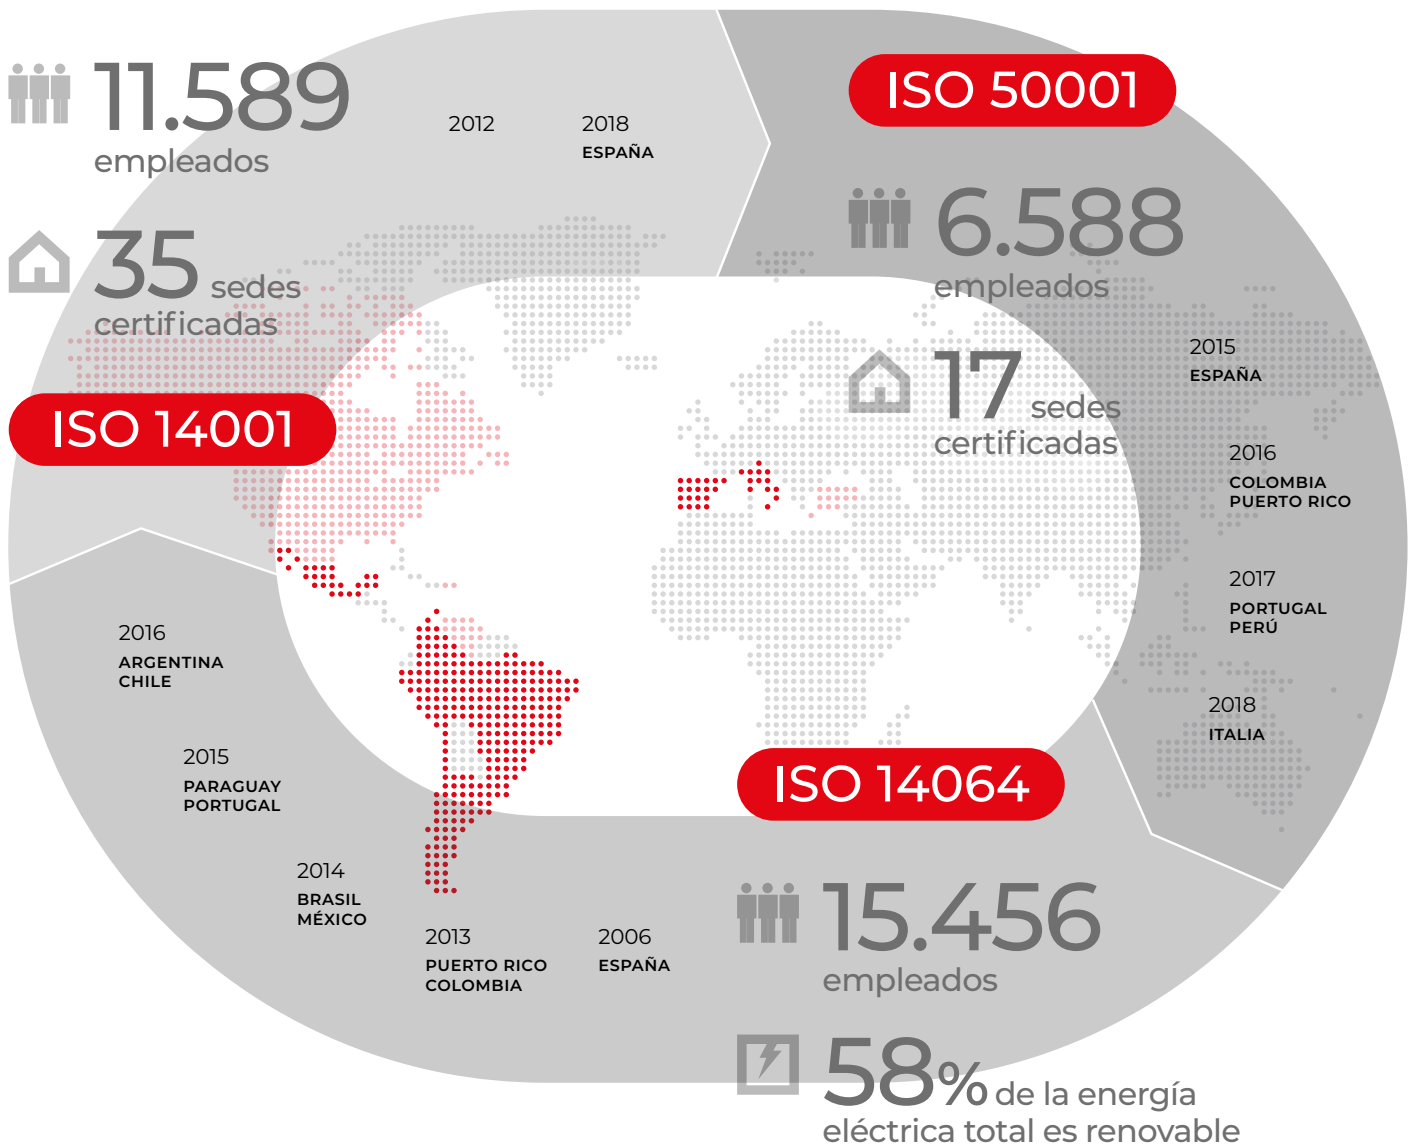 11.589
empleados
35 sedes
certificadas
ISO 14001
2012
2018
ESPAÑA
ISO 50001
6.588
empleados
17 sedes
certificadas
2015
ESPAÑA
2016
COLOMBIA
PUERTO RICO
2017
PORTUGAL
PERÚ
2018
ITALIA
ISO 14064
15.456
empleados
58% de la energía
eléctrica total es renovable
2006
ESPAÑA
2013
PUERTO RICO
COLOMBIA
2014
BRASIL
MÉXICO
2015
PARAGUAY
PORTUGAL
2016
ARGENTINA
CHILE